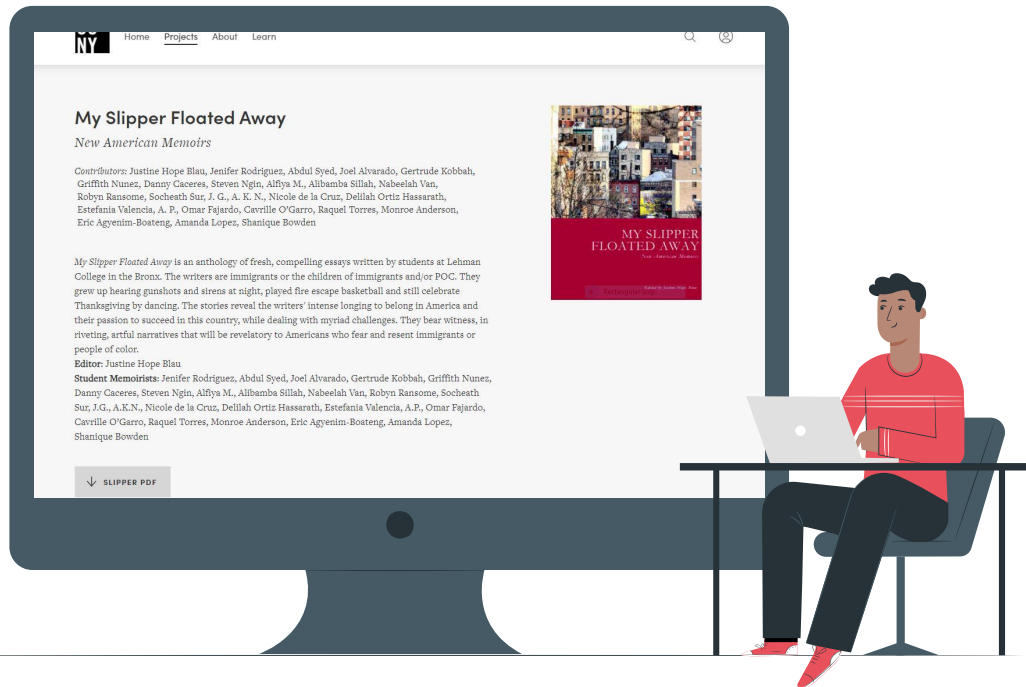 NY
Home Projects About Learn
My Slipper Floated Away
New American Memoirs
Contributors: Justine Hope Blau, Jenifer Rodriguez, Abdul Syed, Joel Alvarado, Gertrude Kobbah,
Griffith Nunez, Danny Caceres, Steven Ngin, Alfiya M., Alibamba Sillah, Nabeelah Van,
Robyn Ransome, Socheath Sur, J. G., A. K. N., Nicole de la Cruz, Delilah Ortiz Hassarath,
Estefania Valencia, A. P., Omar Fajardo, Cavrille O'Garro, Raquel Torres, Monroe Anderson,
Eric Agyenim-Boateng, Amanda Lopez, Shanique Bowden
My Slipper Floated Away is an anthology of fresh, compelling essays written by students at Lehman
College in the Bronx. The writers are immigrants or the children of immigrants and/or POC. They
grew up hearing gunshots and sirens at night, played fire escape basketball and still celebrate
Thanksgiving by dancing. The stories reveal the writers' intense longing to belong in America and
their passion to succeed in this country, while dealing with myriad challenges. They bear witness, in
riveting, artful narratives that will be revelatory to Americans who fear and resent immigrants or
people of color.
Editor: Justine Hope Blau
Student Memoirists: Jenifer Rodriguez, Abdul Syed, Joel Alvarado, Gertrude Kobbah, Griffith Nunez,
Danny Caceres, Steven Ngin, Alfiya M., Alibamba Sillah, Nabeelah Van, Robyn Ransome, Socheath
Sur, J.G., A.K.N., Nicole de la Cruz, Delilah Ortiz Hassarath, Estefania Valencia, A.P., Omar Fajardo,
Cavrille O'Garro, Raquel Torres, Monroe Anderson, Eric Agyenim-Boateng, Amanda Lopez,
Shanique Bowden
SLIPPER PDF
MY SLIPPER
FLOATED AWAY
New American Memoirs
Edited by Justine Hope Blau
Rectangular Snip